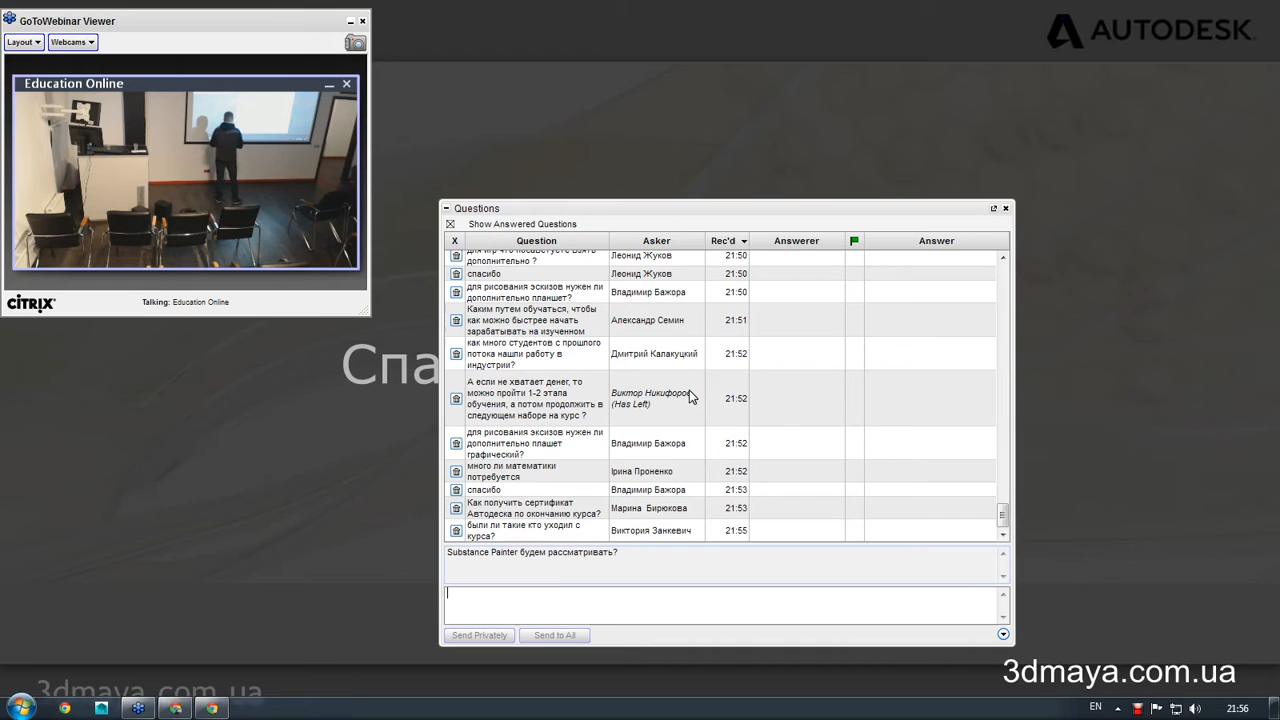 GoToWebinar Viewer
Layout
Webcams
Education Online
CİTRIX
Talking: Education Online
AUTODESK
Спа
Questions
Show Answered Questions
X Question Asker Rec'd Answerer Answer
дополнительно ? Леонид Жуков 21:50
спасибо Леонид Жуков 21:50
для рисования эскизов нужен ли
дополнительно планшет? Владимир Бажора 21:50
Каким путем обучаться, чтобы
как можно быстрее начать
зарабатывать на изученном Александр Семин 21:51
как много студентов с прошлого
потока нашли работу в
индустрии? Дмитрий Калакуцкий 21:52
А если не хватает денег, то
можно пройти 1-2 этапа
обучения, а потом продолжить в
следующем наборе на курс ? Виктор Никифоров
(Has Left) 21:52
для рисования эксизов нужен ли
дополнительно плашет
графический? Владимир Бажора 21:52
много ли математики
потребуется Ірина Проненко 21:52
спасибо Владимир Бажора 21:53
Как получить сертификат
Автодеска по окончанию курса? Марина Бирюкова 21:53
были ли такие кто уходил с
курса? Виктория Занкевич 21:55
Substance Painter будем рассматривать?
Send Privately
Send to All
3dmaya.com.ua
3dmaya.com.ua
EN 21:56